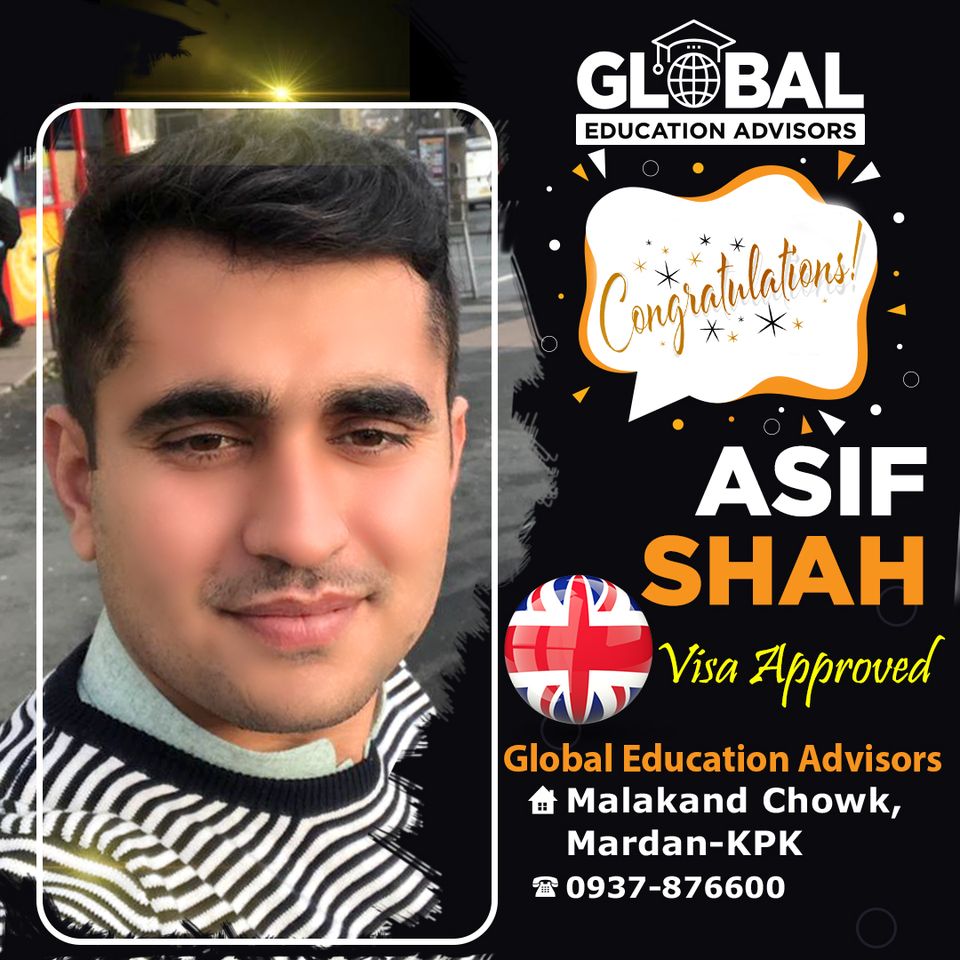 GLOBAL
EDUCATION ADVISORS
Congratulations!
ASIF
SHAH
Visa Approved
Global Education Advisors
Malakand Chowk,
Mardan-KPK
0937-876600